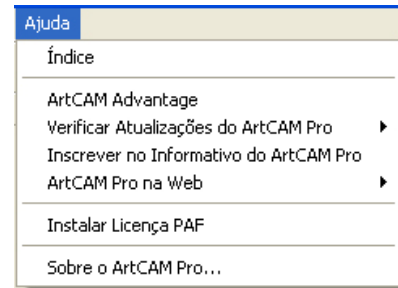 Ajuda
Índice
ArtCAM Advantage
Verificar Atualizações do ArtCAM Pro
Inscrever no Informativo do ArtCAM Pro
ArtCAM Pro na Web
Instalar Licença PAF
Sobre o ArtCAM Pro...